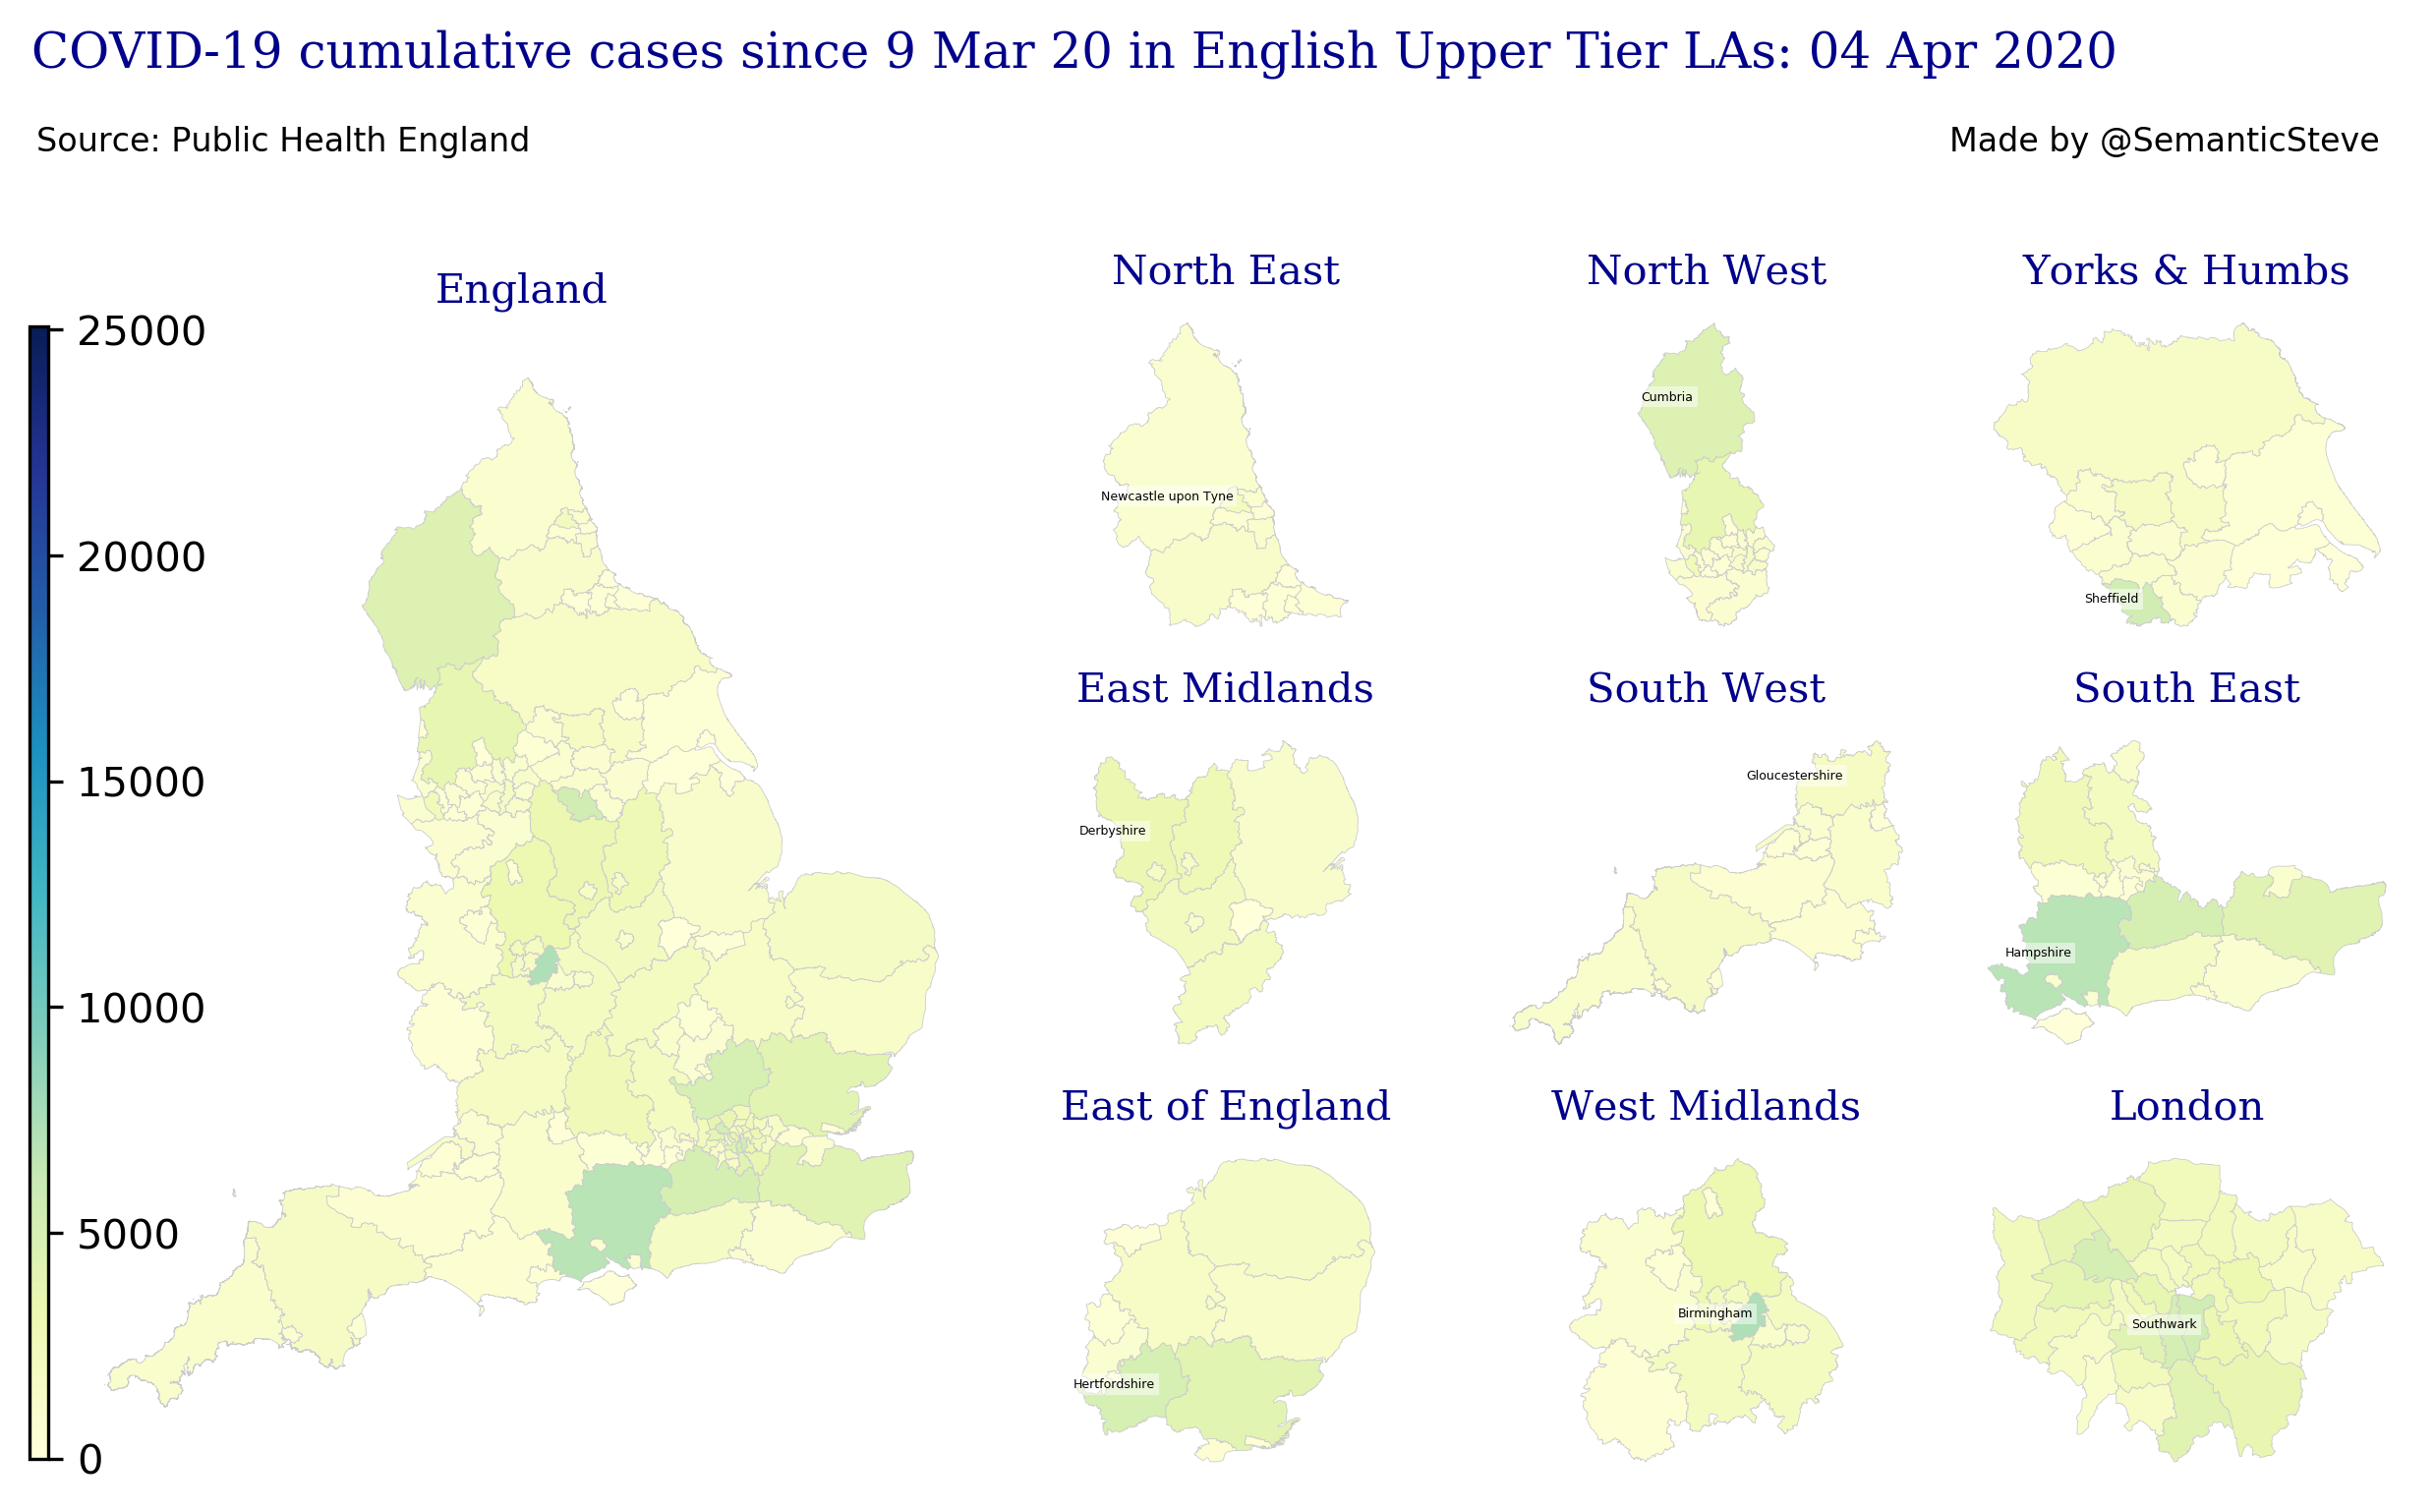 COVID-19 cumulative cases since 9 Mar 20 in English Upper Tier LAs: 04 Apr 2020
Source: Public Health England
Made by @SemanticSteve
England
25000
20000
15000
10000
5000
0
North East
Newcastle upon Tyne
North West
Cumbria
Yorks & Humbs
Sheffield
East Midlands
Derbyshire
South West
Gloucestershire
South East
Hampshire
East of England
Hertfordshire
West Midlands
Birmingham
London
Southwark